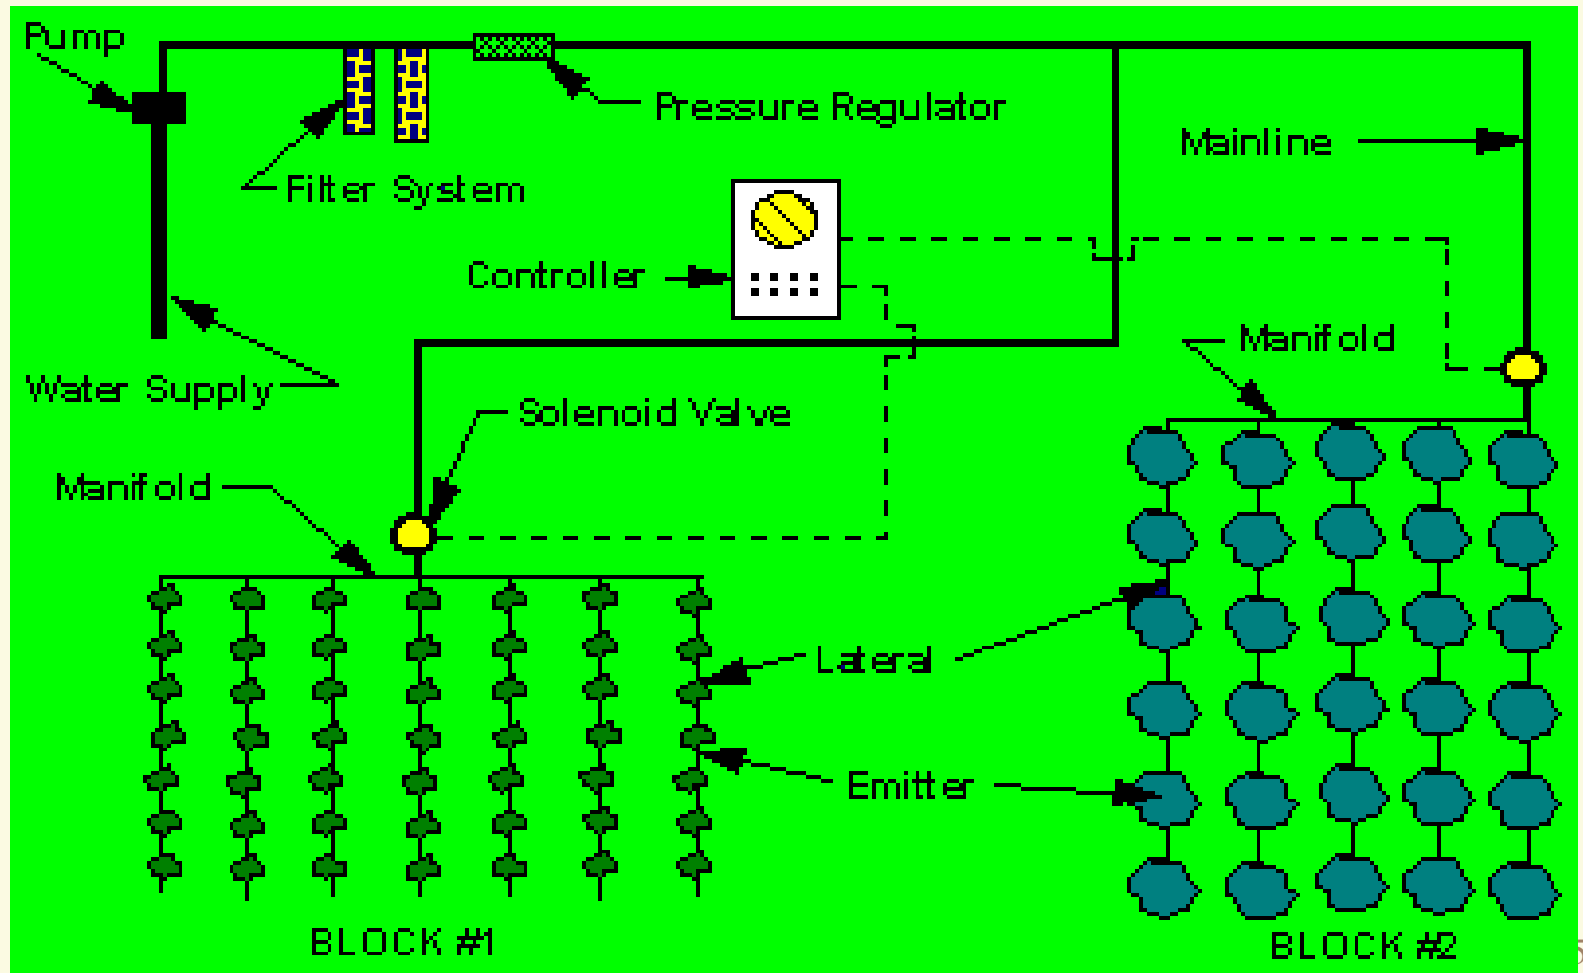 Pump
Pressure Regulator
Mainline
Filter System
Controller
Manifold
Water Supply
Solenoid Valve
Manifold
Lateral
Emitter
BLOCK #1
BLOCK #2
5